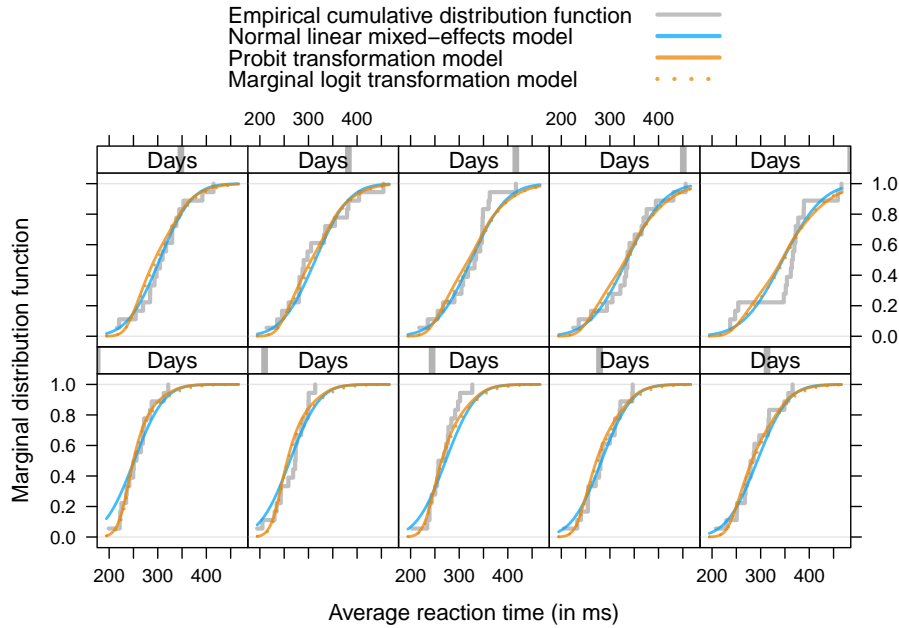 Empirical cumulative distribution function
Normal linear mixed−effects model
Probit transformation model
Marginal logit transformation model
200 300 400
200 300 400
Days Days Days Days Days
1.0
0.8
0.6
0.4
0.2
0.0
Days Days Days Days Days
1.0
0.8
0.6
0.4
0.2
0.0
200 300 400
200 300 400
200 300 400
Marginal distribution function
Average reaction time (in ms)